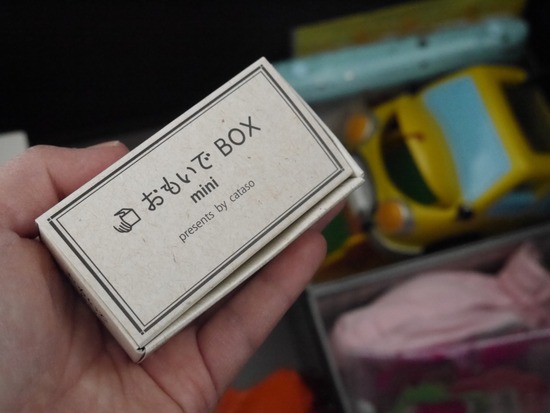 おもいでBOX
mini
presents by cataso